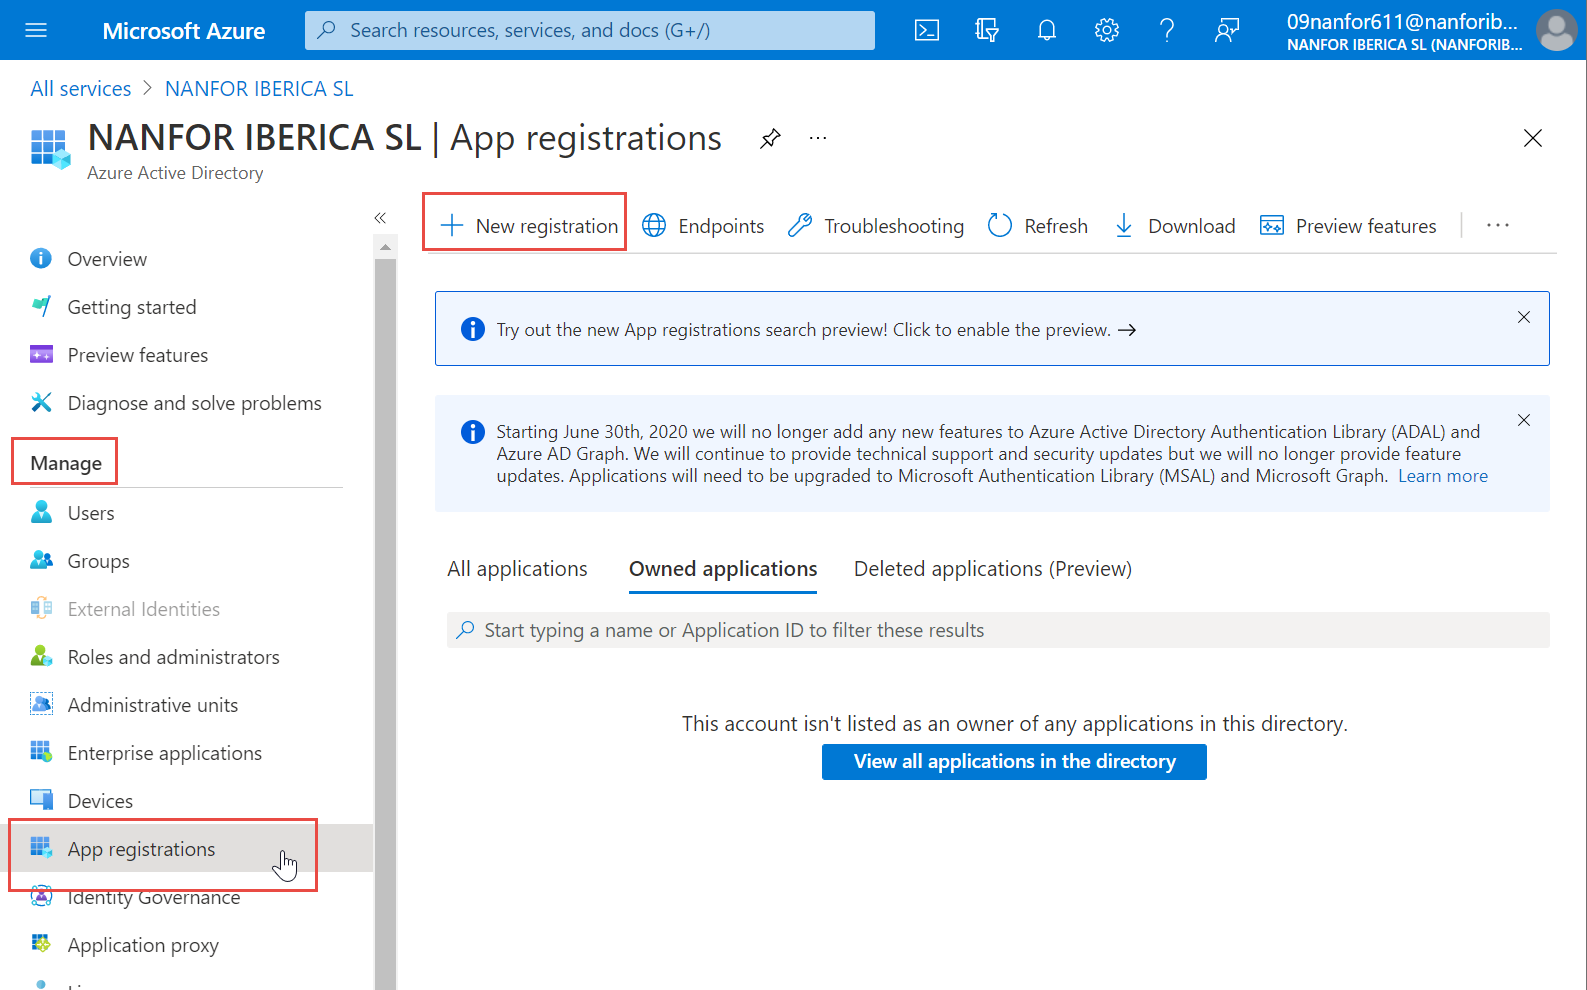 Microsoft Azure
Search resources, services, and docs (G+/)
09nanfor611@nanforib...
NANFOR IBERICA SL (NANFORIB...
All services > NANFOR IBERICA SL
NANFOR IBERICA SL | App registrations
Azure Active Directory
New registration
Endpoints
Troubleshooting
Refresh
Download
Preview features
Overview
Getting started
Preview features
Diagnose and solve problems
Manage
Users
Groups
External Identities
Roles and administrators
Administrative units
Enterprise applications
Devices
App registrations
Identity Governance
Application proxy
Try out the new App registrations search preview! Click to enable the preview. →
Starting June 30th, 2020 we will no longer add any new features to Azure Active Directory Authentication Library (ADAL) and
Azure AD Graph. We will continue to provide technical support and security updates but we will no longer provide feature
updates. Applications will need to be upgraded to Microsoft Authentication Library (MSAL) and Microsoft Graph. Learn more
All applications
Owned applications
Deleted applications (Preview)
Start typing a name or Application ID to filter these results
This account isn't listed as an owner of any applications in this directory.
View all applications in the directory